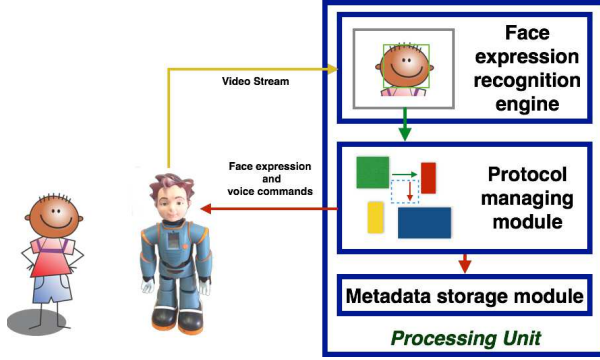 Video Stream
Face
expression
recognition
engine
Face expression
and
voice commands
Protocol
managing
module
Metadata storage module
Processing Unit